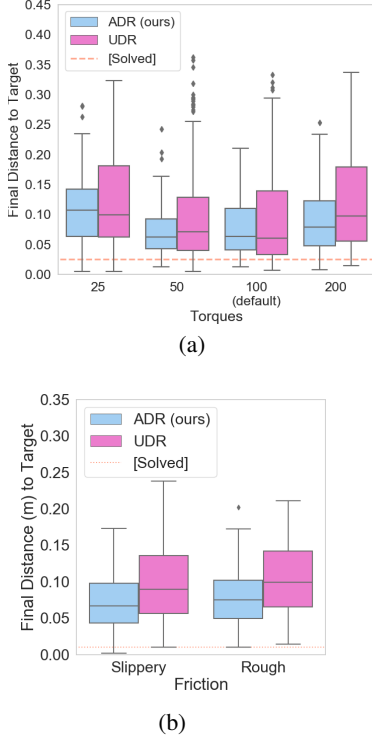 0.45
0.40
0.35
0.30
0.25
0.20
0.15
0.10
0.05
0.00
Final Distance to Target
ADR (ours)
UDR
[Solved]
25
50
100
(default)
200
Torques
(a)
0.35
0.30
0.25
0.20
0.15
0.10
0.05
0.00
Final Distance (m) to Target
ADR (ours)
UDR
[Solved]
Slippery
Rough
Friction
(b)